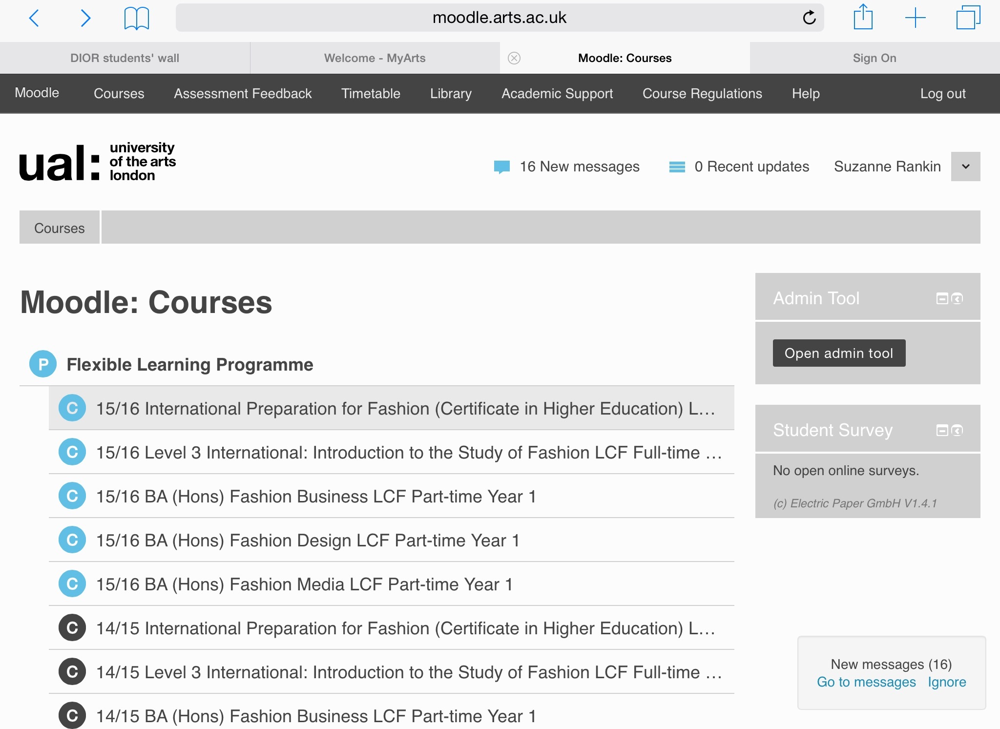 moodle.arts.ac.uk
DIOR students' wall
Welcome - MyArts
Moodle: Courses
Sign On
Moodle Courses Assessment Feedback Timetable Library Academic Support Course Regulations Help Log out
ual:
university
of the arts
london
16 New messages
0 Recent updates
Suzanne Rankin
Courses
Moodle: Courses
P Flexible Learning Programme
C 15/16 International Preparation for Fashion (Certificate in Higher Education) L...
C 15/16 Level 3 International: Introduction to the Study of Fashion LCF Full-time ...
C 15/16 BA (Hons) Fashion Business LCF Part-time Year 1
C 15/16 BA (Hons) Fashion Design LCF Part-time Year 1
C 15/16 BA (Hons) Fashion Media LCF Part-time Year 1
C 14/15 International Preparation for Fashion (Certificate in Higher Education) L...
C 14/15 Level 3 International: Introduction to the Study of Fashion LCF Full-time ...
C 14/15 BA (Hons) Fashion Business LCF Part-time Year 1
Admin Tool
Open admin tool
Student Survey
No open online surveys.
(c) Electric Paper GmbH V1.4.1
New messages (16)
Go to messages Ignore